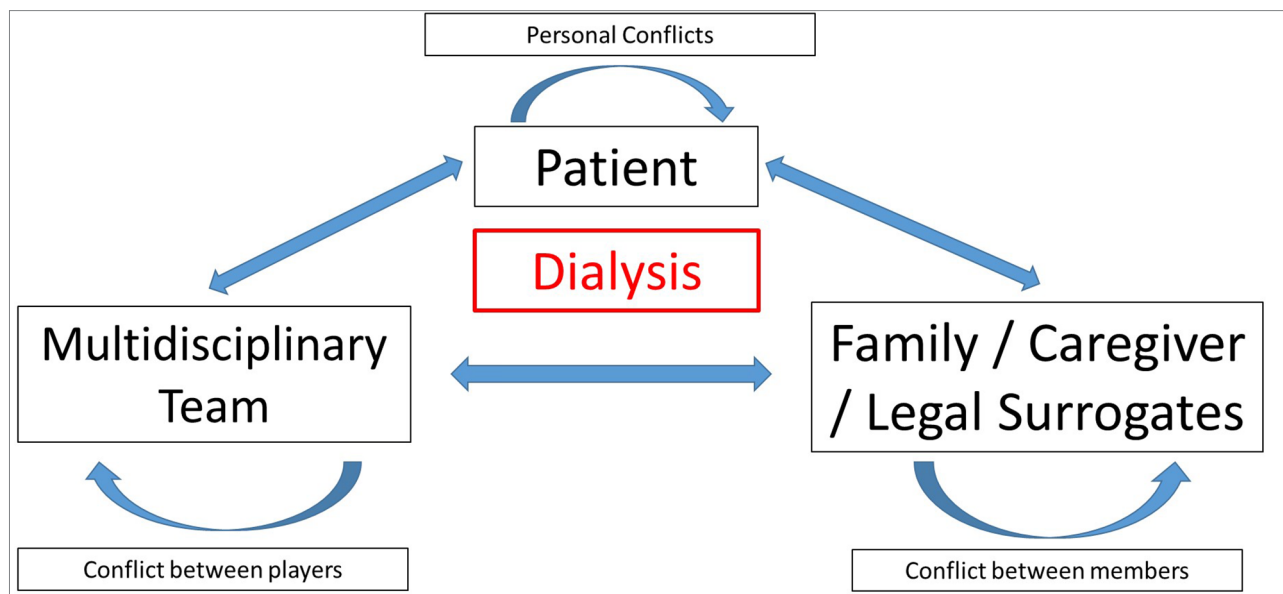 Personal Conflicts
Patient
Dialysis
Multidisciplinary
Team
Family / Caregiver
/ Legal Surrogates
Conflict between players
Conflict between members